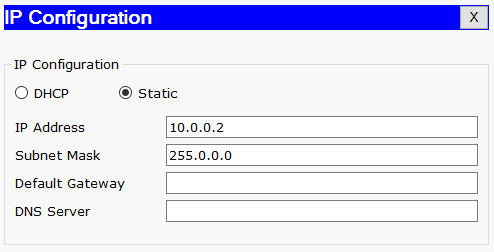 IP Configuration X
IP Configuration
DHCP Static
IP Address 10.0.0.2
Subnet Mask 255.0.0.0
Default Gateway
DNS Server